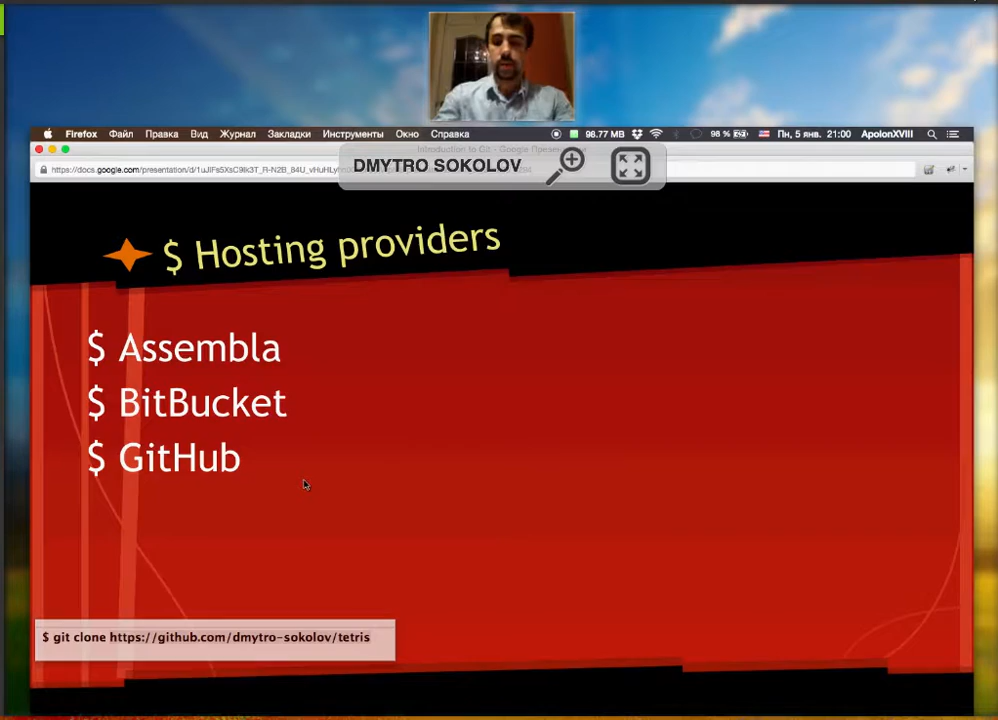 Firefox Файл Правка Вид Журнал Закладки Инструменты Окно Справка 98.77 MB 98 % Пн, 5 янв. 21:00 ApolonXVIII
DMYTRO SOKOLOV
$ Hosting providers
$ Assembla
$ BitBucket
$ GitHub
$ git clone https://github.com/dmytro-sokolov/tetris